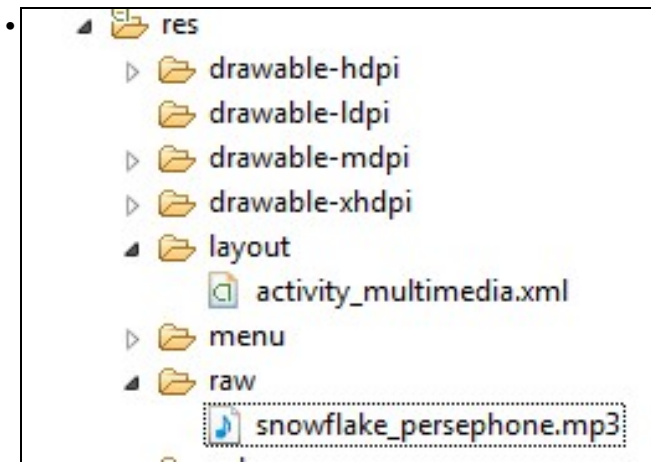 res
drawable-hdpi
drawable-ldpi
drawable-mdpi
drawable-xhdpi
layout
activity_multimedia.xml
menu
raw
snowflake_persephone.mp3